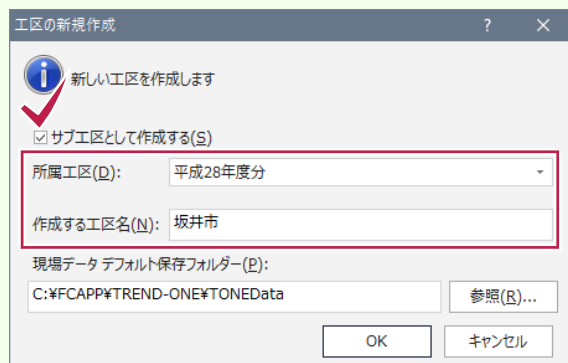 工区の新規作成 ? ×
新しい工区を作成します
サブ工区として作成する(S)
所属工区(D): 平成28年度分
作成する工区名(N): 坂井市
現場データ デフォルト保存フォルダー(P):
C:¥FCAPP¥TREND-ONE¥TONEData 参照(R)...
OK キャンセル